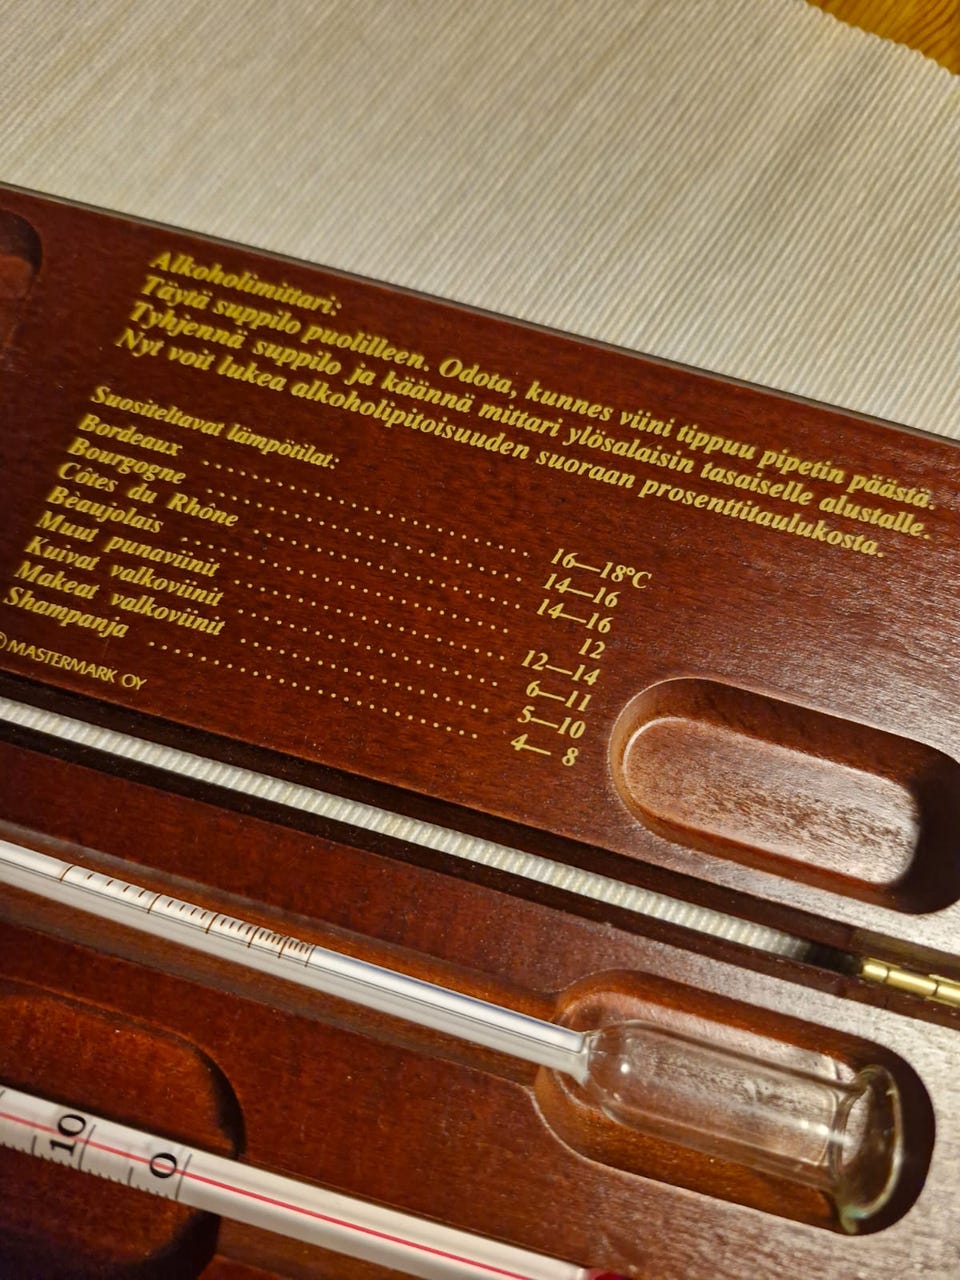 Alkoholimittari:
Täytä suppilo puolilleen. Odota, kunnes viini tippuu pipetin päästä.
Tyhjennä suppilo ja käännä mittari ylösalaisin tasaiselle alustalle.
Nyt voit lukea alkoholipitoisuuden suoraan prosenttitaulukosta.
Suositeltavat lämpötilat:
Bordeaux .................... 16—18°C
Bourgogne .................... 14—16
Côtes du Rhône .................... 14—16
Bèaujolais .................... 12
Muut punaviinit .................... 12—14
Kuivat valkoviinit .................... 6—11
Makeat valkoviinit .................... 5—10
Shampanja .................... 4— 8
© MASTERMARK OY
10 0